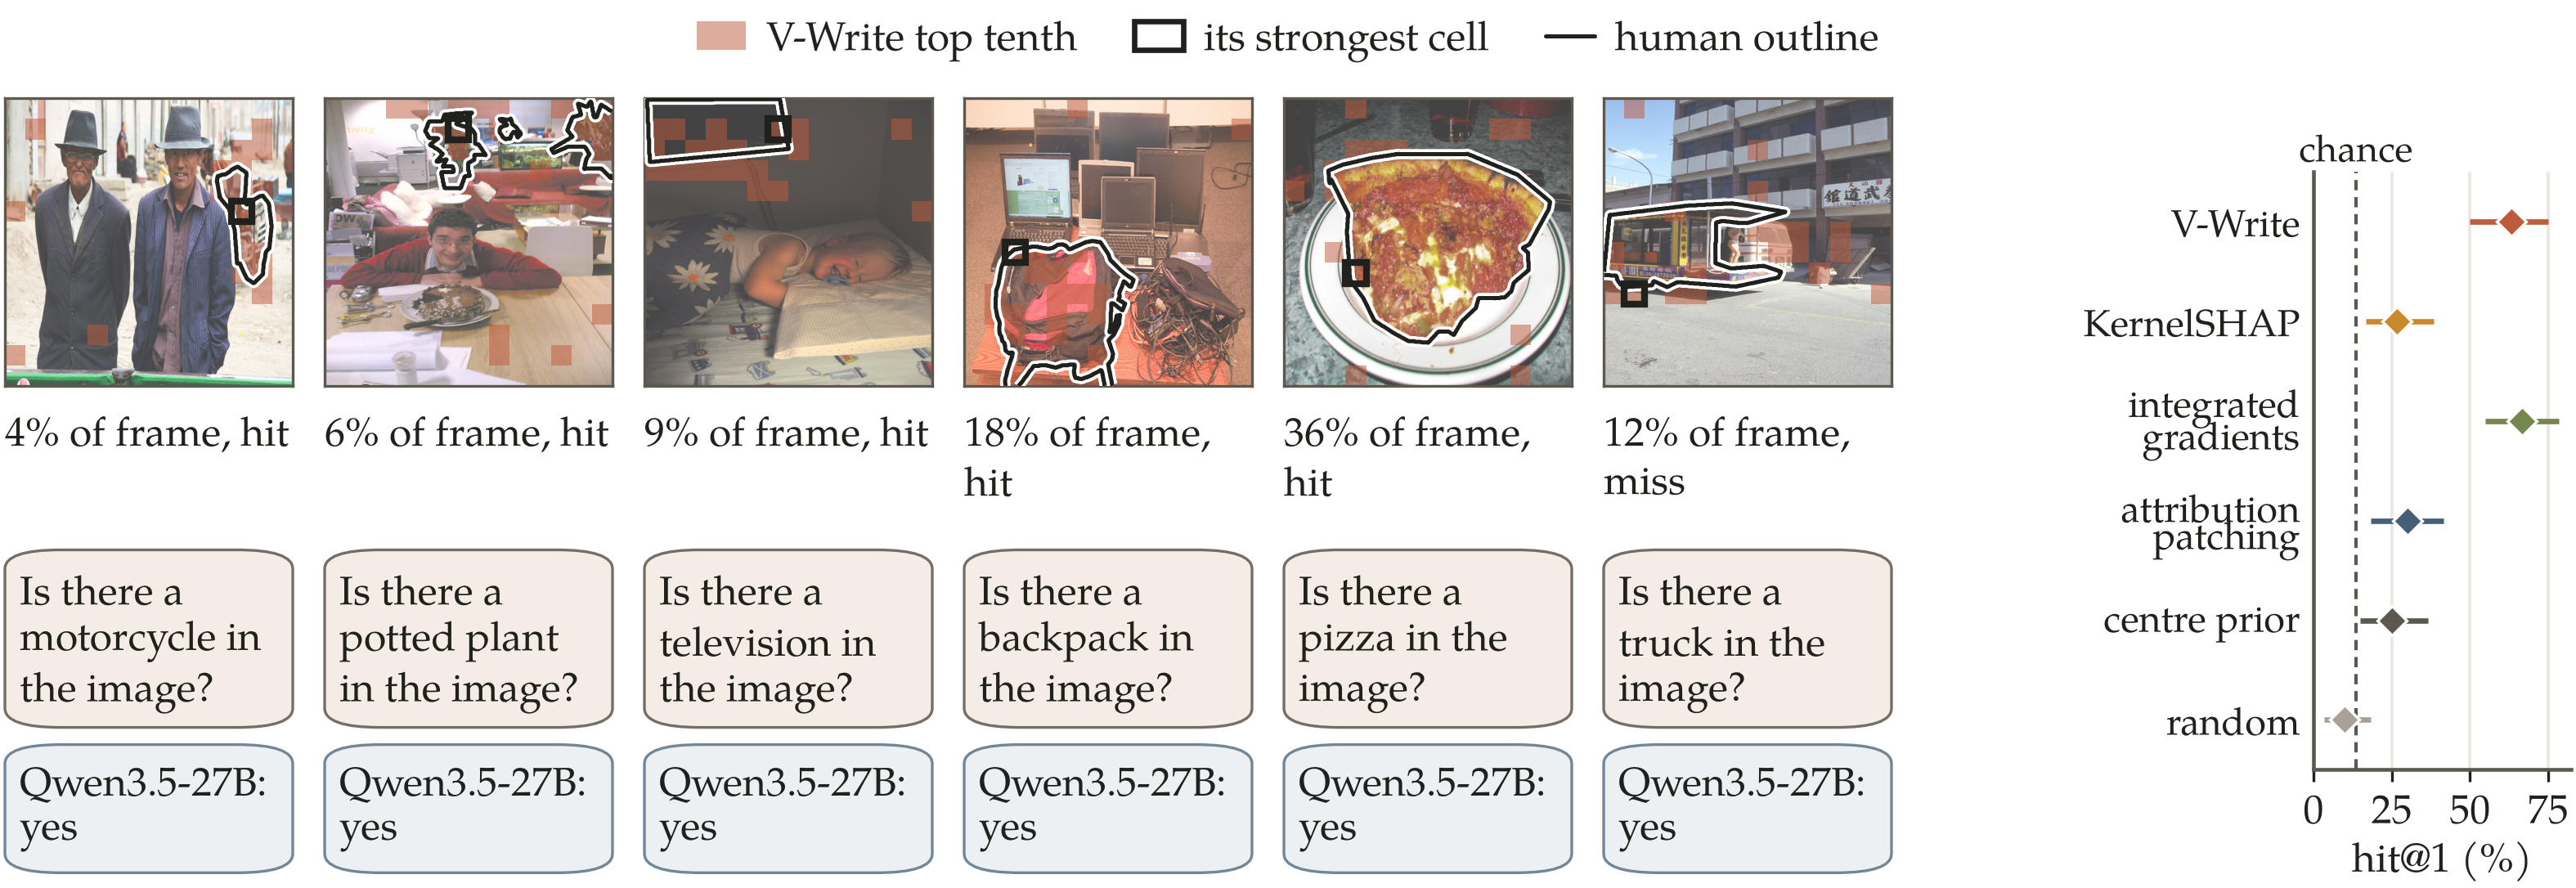 V-Write top tenth
its strongest cell
human outline
4% of frame, hit
6% of frame, hit
9% of frame, hit
18% of frame,
hit
36% of frame,
hit
12% of frame,
miss
Is there a
motorcycle in
the image?
Is there a
potted plant
in the image?
Is there a
television in
the image?
Is there a
backpack in
the image?
Is there a
pizza in the
image?
Is there a
truck in the
image?
Qwen3.5-27B:
yes
Qwen3.5-27B:
yes
Qwen3.5-27B:
yes
Qwen3.5-27B:
yes
Qwen3.5-27B:
yes
Qwen3.5-27B:
yes
chance
V-Write
KernelSHAP
integrated
gradients
attribution
patching
centre prior
random
0 25 50 75
hit@1 (%)